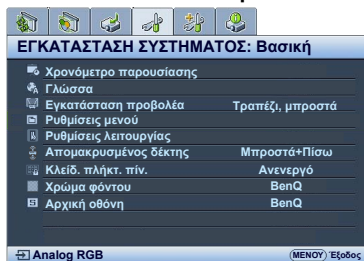 ΕΓΚΑΤΑΣΤΑΣΗ ΣΥΣΤΗΜΑΤΟΣ: Βασική
Χρονόμετρο παρουσίασης
Γλώσσα
Εγκατάσταση προβολέα Τραπέζι, μπροστά
Ρυθμίσεις μενού
Ρυθμίσεις λειτουργίας
Απομακρυσμένος δέκτης Μπροστά+Πίσω
Κλείδ. πλήκτ. πίν. Ανενεργό
Χρώμα φόντου BenQ
Αρχική οθόνη BenQ
Analog RGB ΜΕΝΟΥ Έξοδος